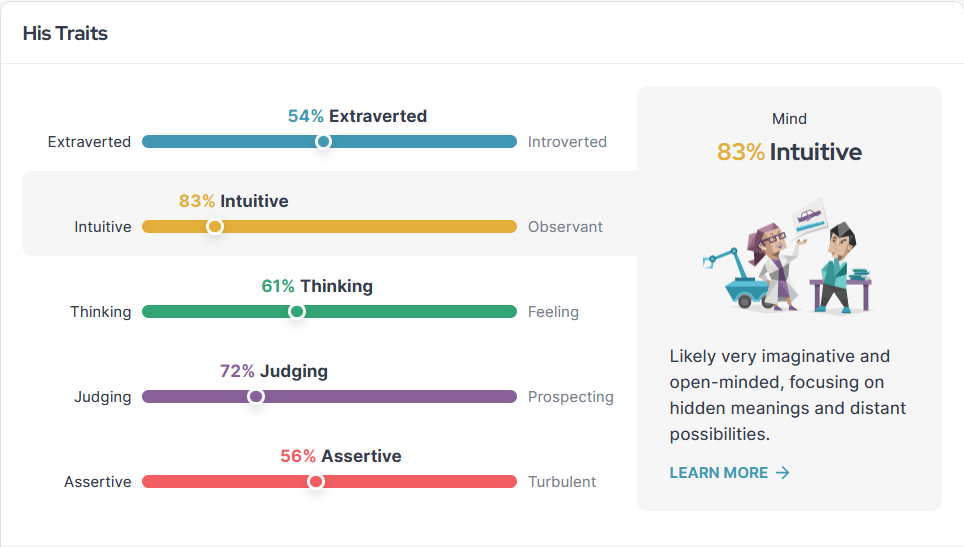 His Traits
54% Extraverted
Extraverted
Introverted
83% Intuitive
Intuitive
Observant
61% Thinking
Thinking
Feeling
72% Judging
Judging
Prospecting
56% Assertive
Assertive
Turbulent
Mind
83% Intuitive
Likely very imaginative and
open-minded, focusing on
hidden meanings and distant
possibilities.
LEARN MORE →